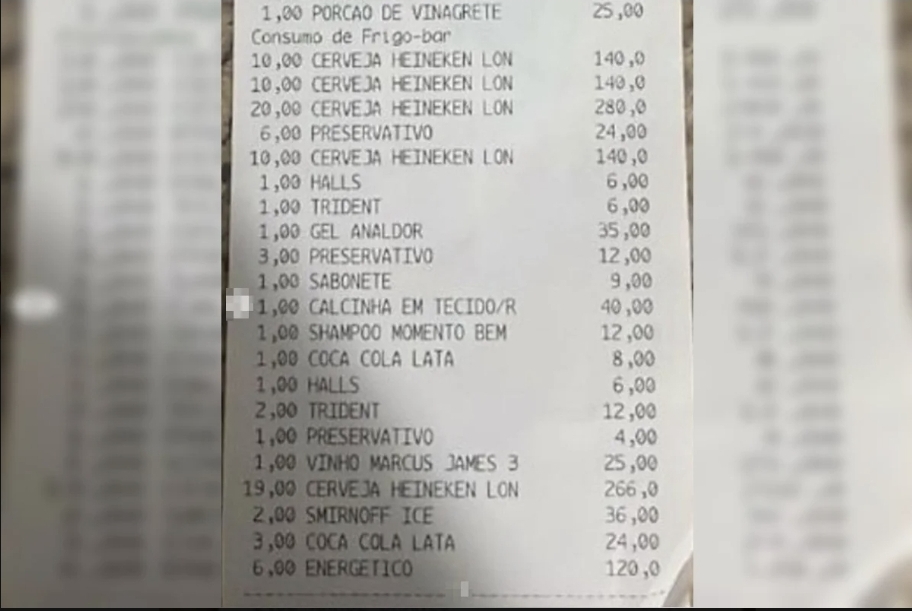 1,00 PORCAO DE VINAGRETE 25,00
Consumo de Frigo-bar
10,00 CERVEJA HEINEKEN LON 140,0
10,00 CERVEJA HEINEKEN LON 140,0
20,00 CERVEJA HEINEKEN LON 280,0
6,00 PRESERVATIVO 24,00
10,00 CERVEJA HEINEKEN LON 140,0
1,00 HALLS 6,00
1,00 TRIDENT 6,00
1,00 GEL ANALDOR 35,00
3,00 PRESERVATIVO 12,00
1,00 SABONETE 9,00
1,00 CALCINHA EM TECIDO/R 40,00
1,00 SHAMPOO MOMENTO BEM 12,00
1,00 COCA COLA LATA 8,00
1,00 HALLS 6,00
2,00 TRIDENT 12,00
1,00 PRESERVATIVO 4,00
1,00 VINHO MARCUS JAMES 3 25,00
19,00 CERVEJA HEINEKEN LON 266,0
2,00 SMIRNOFF ICE 36,00
3,00 COCA COLA LATA 24,00
6,00 ENERGETICO 120,0